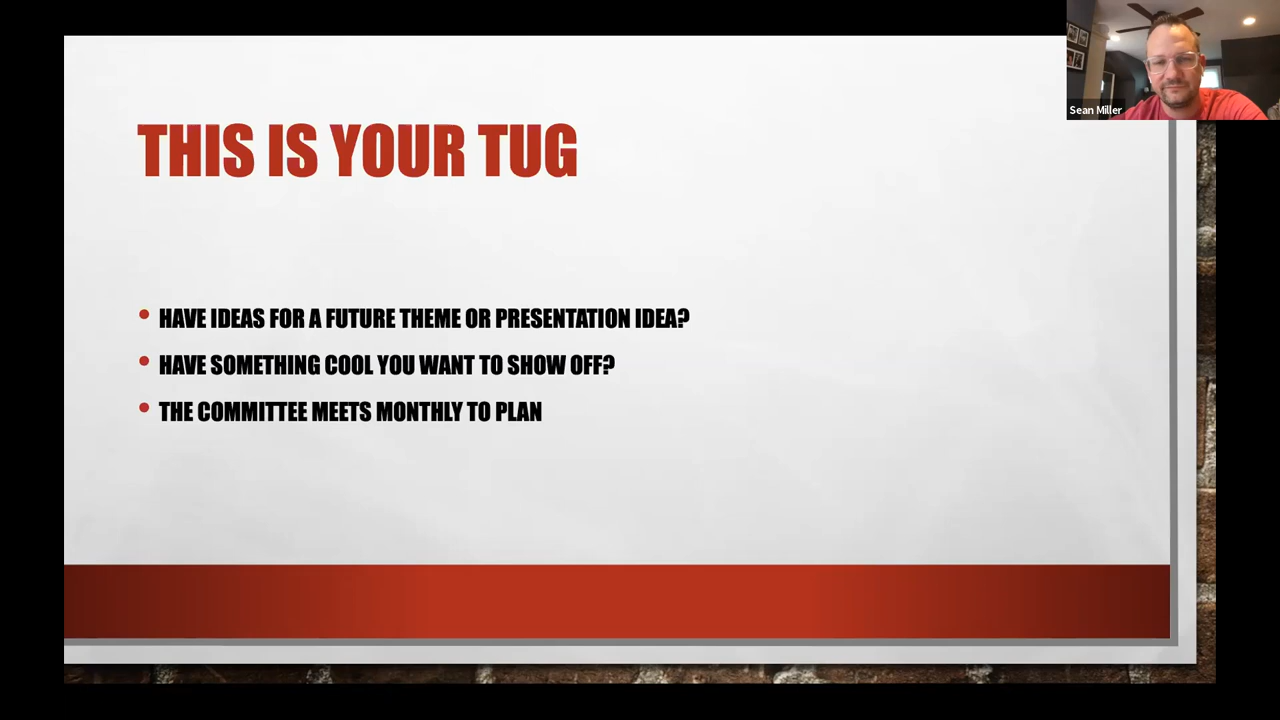 Sean Miller
THIS IS YOUR TUG
• HAVE IDEAS FOR A FUTURE THEME OR PRESENTATION IDEA?
• HAVE SOMETHING COOL YOU WANT TO SHOW OFF?
• THE COMMITTEE MEETS MONTHLY TO PLAN